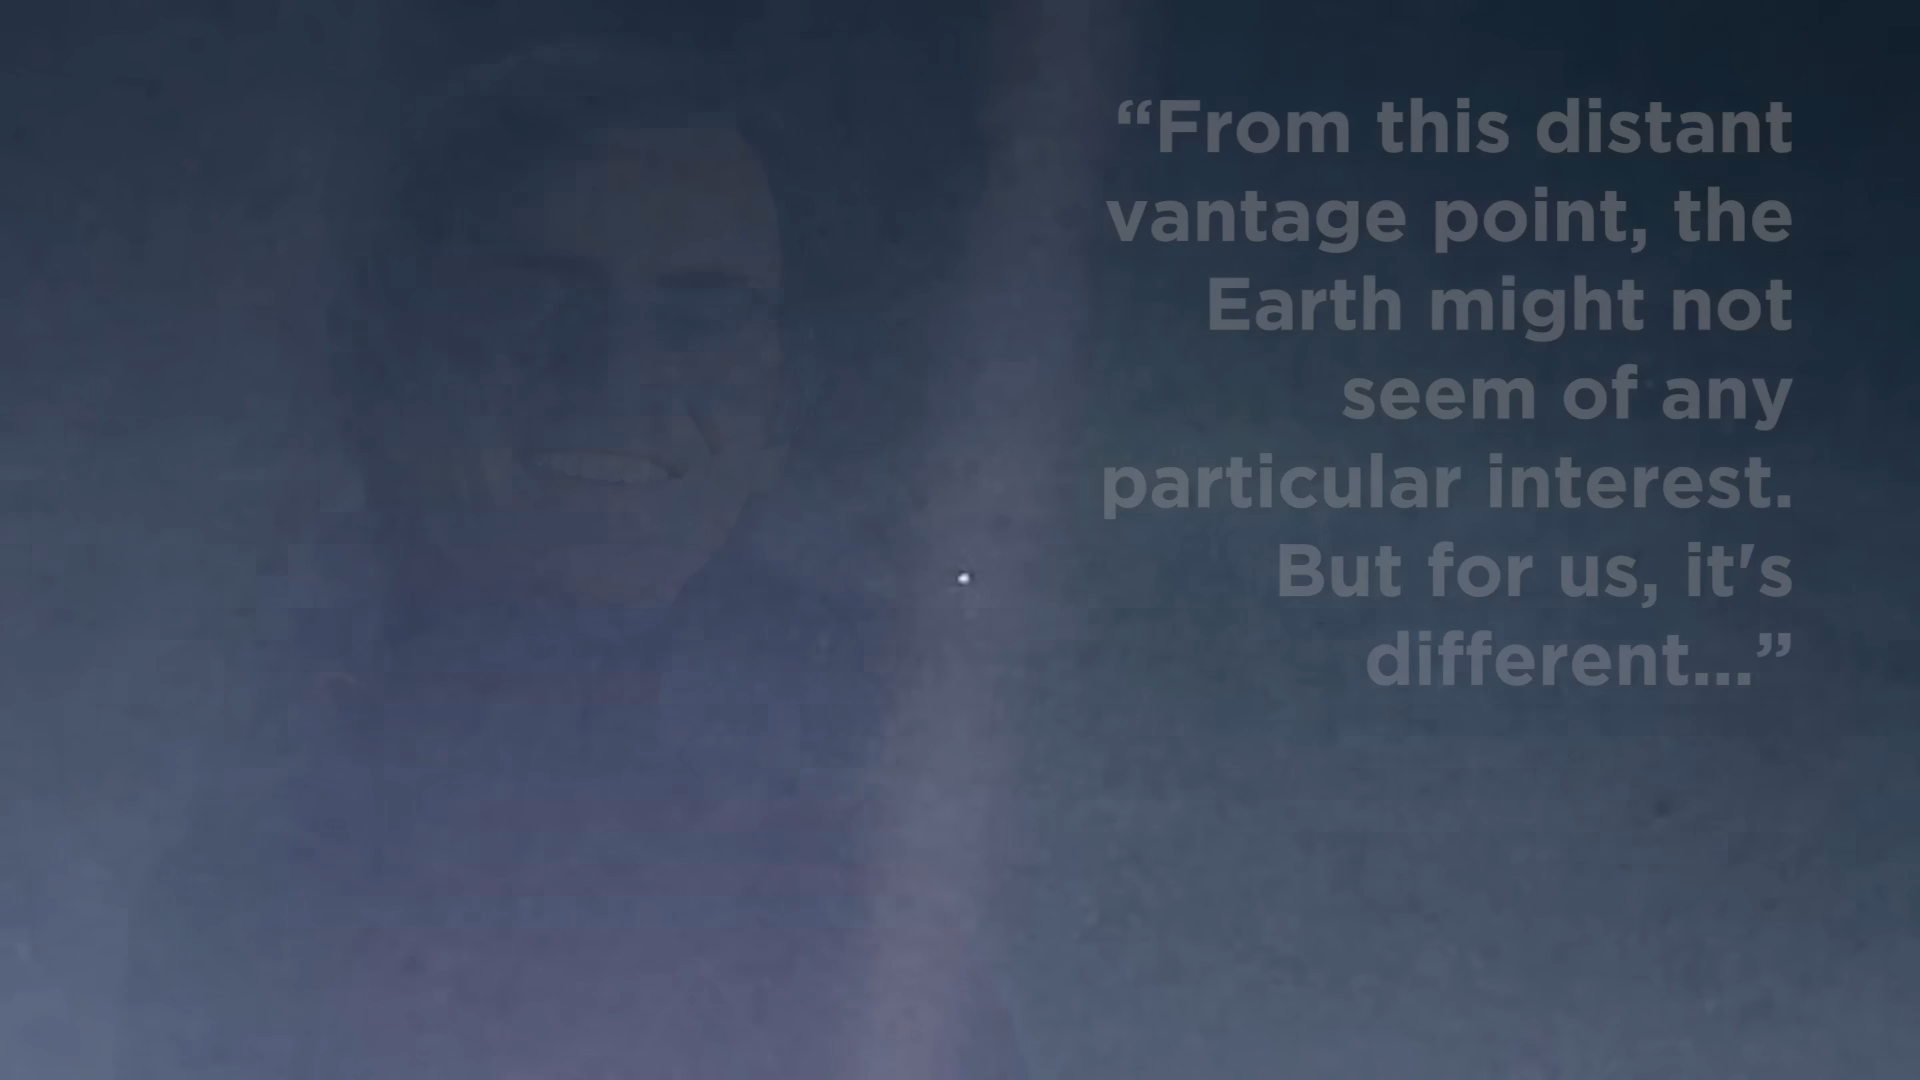 “From this distant
vantage point, the
Earth might not
seem of any
particular interest.
But for us, it's
different...”